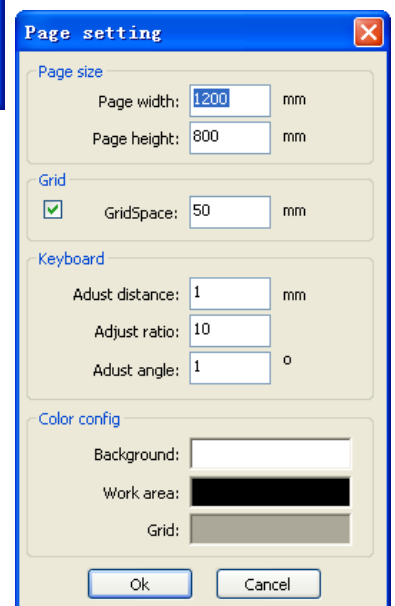 Page setting
Page size
Page width: 1200 mm
Page height: 800 mm
Grid
GridSpace: 50 mm
Keyboard
Adust distance: 1 mm
Adjust ratio: 10
Adust angle: 1 °
Color config
Background:
Work area:
Grid:
Ok Cancel